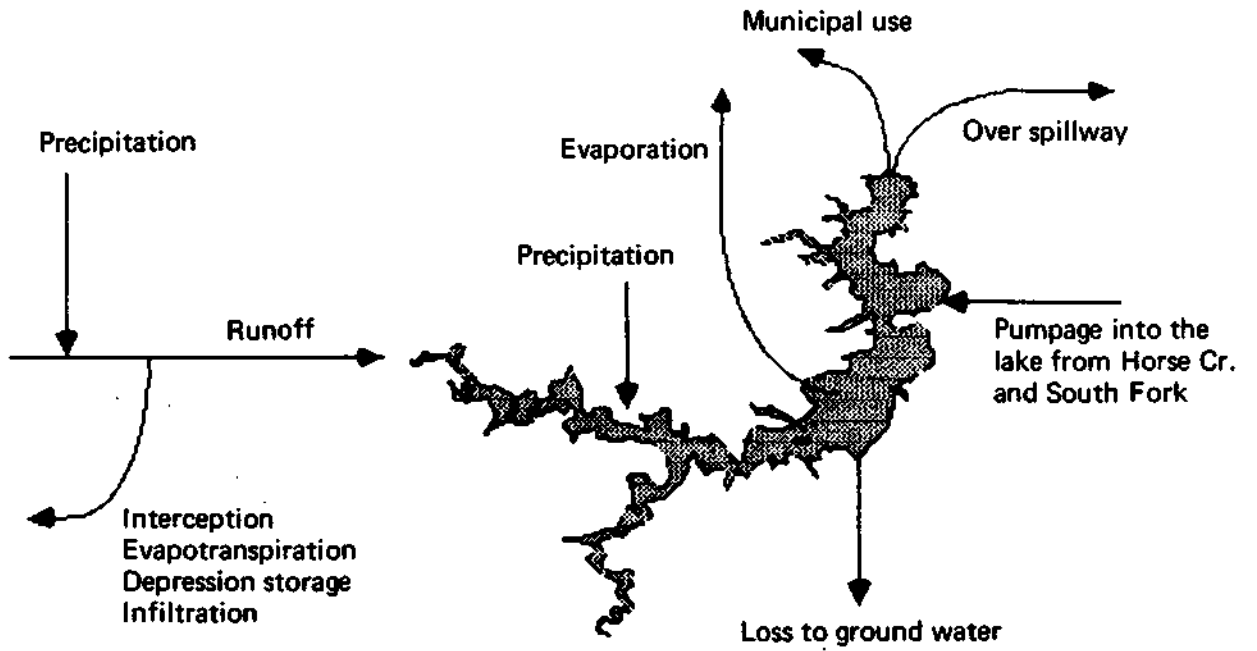 Municipal use
Over spillway
Precipitation
Evaporation
Precipitation
Runoff
Pumpage into the
lake from Horse Cr.
and South Fork
Interception
Evapotranspiration
Depression storage
Infiltration
Loss to ground water